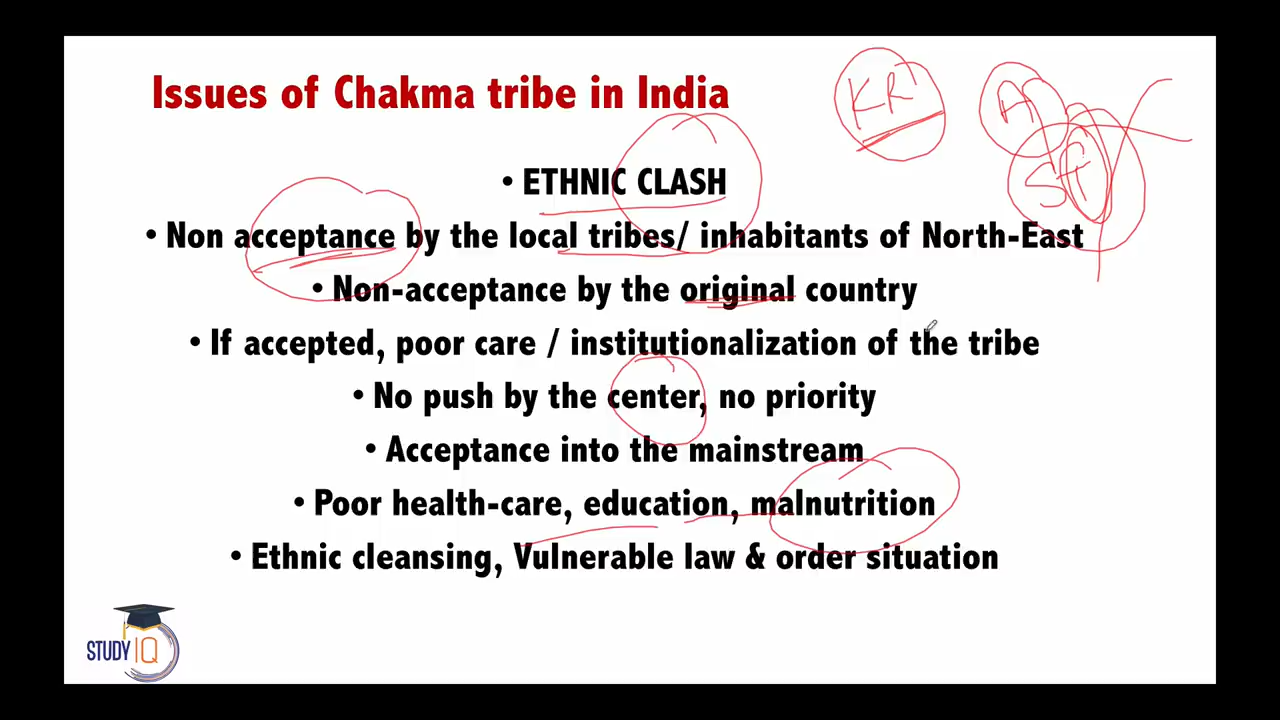 Issues of Chakma tribe in India
KR
A
St
• ETHNIC CLASH
• Non acceptance by the local tribes/ inhabitants of North-East
• Non-acceptance by the original country
• If accepted, poor care / institutionalization of the tribe
• No push by the center, no priority
• Acceptance into the mainstream
• Poor health-care, education, malnutrition
• Ethnic cleansing, Vulnerable law & order situation
STUDY IQ